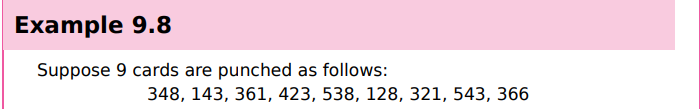 Example 9.8
Suppose 9 cards are punched as follows:
348, 143, 361, 423, 538, 128, 321, 543, 366